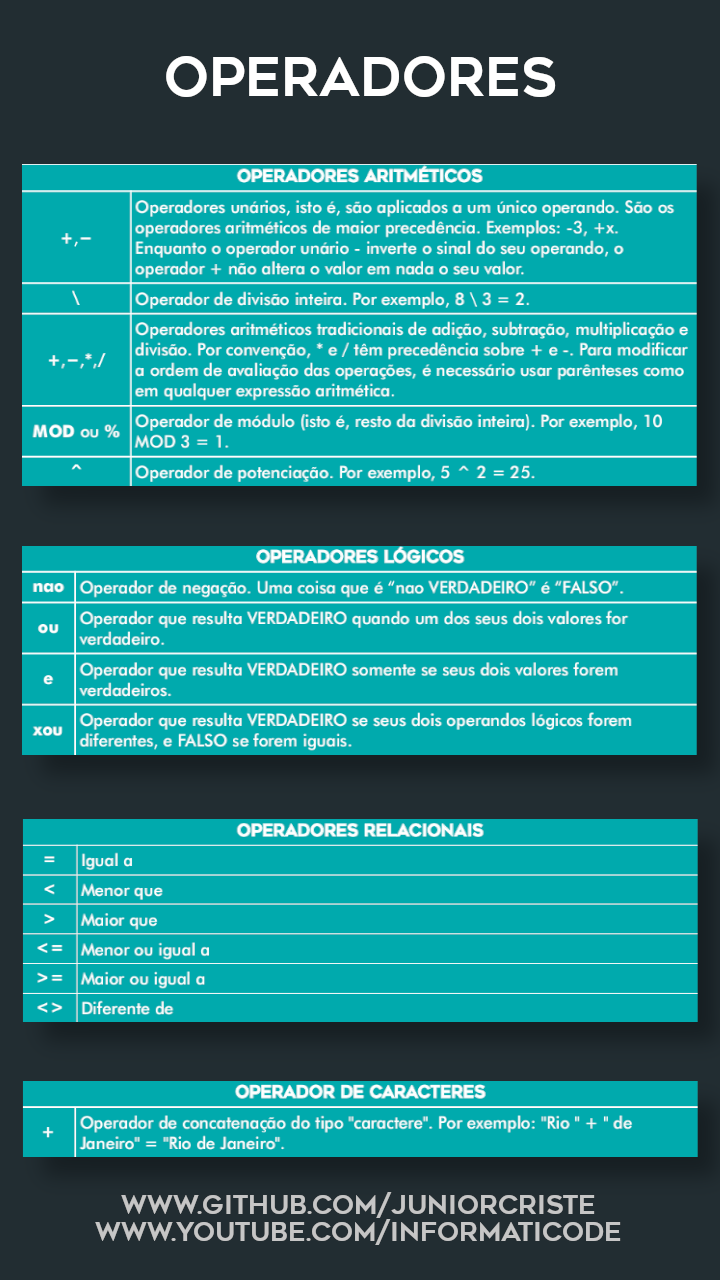 OPERADORES
OPERADORES ARITMÉTICOS
+,−
Operadores unários, isto é, são aplicados a um único operando. São os
operadores aritméticos de maior precedência. Exemplos: -3, +x.
Enquanto o operador unário - inverte o sinal do seu operando, o
operador + não altera o valor em nada o seu valor.
\
Operador de divisão inteira. Por exemplo, 8 \ 3 = 2.
+,−,*,/
Operadores aritméticos tradicionais de adição, subtração, multiplicação e
divisão. Por convenção, * e / têm precedência sobre + e -. Para modificar
a ordem de avaliação das operações, é necessário usar parênteses como
em qualquer expressão aritmética.
MOD ou %
Operador de módulo (isto é, resto da divisão inteira). Por exemplo, 10
MOD 3 = 1.
^
Operador de potenciação. Por exemplo, 5 ^ 2 = 25.
OPERADORES LÓGICOS
nao
Operador de negação. Uma coisa que é “nao VERDADEIRO” é “FALSO”.
ou
Operador que resulta VERDADEIRO quando um dos seus dois valores for
verdadeiro.
e
Operador que resulta VERDADEIRO somente se seus dois valores forem
verdadeiros.
xou
Operador que resulta VERDADEIRO se seus dois operandos lógicos forem
diferentes, e FALSO se forem iguais.
OPERADORES RELACIONAIS
= Igual a
< Menor que
> Maior que
<= Menor ou igual a
>= Maior ou igual a
<> Diferente de
OPERADOR DE CARACTERES
+
Operador de concatenação do tipo "caractere". Por exemplo: "Rio " + " de
Janeiro" = "Rio de Janeiro".
WWW.GITHUB.COM/JUNIORCRISTE
WWW.YOUTUBE.COM/INFORMATICODE